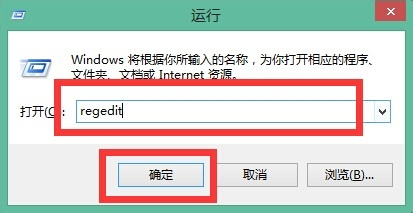 运行
Windows 将根据你所输入的名称，为你打开相应的程序、
文件夹、文档或 Internet 资源。
打开(O): regedit
确定 取消 浏览(B)...